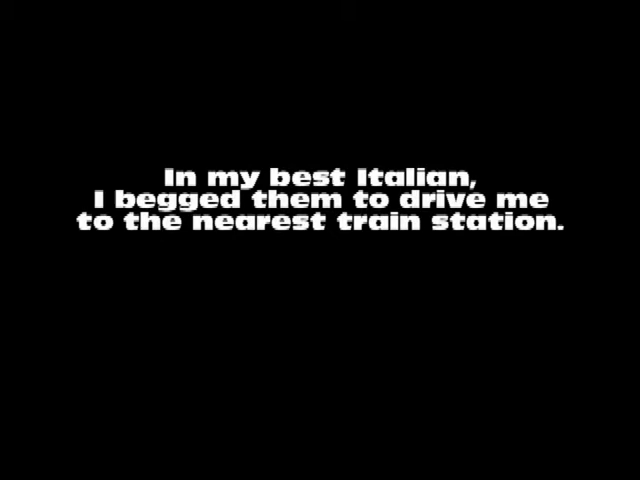 In my best Italian,
I begged them to drive me
to the nearest train station.